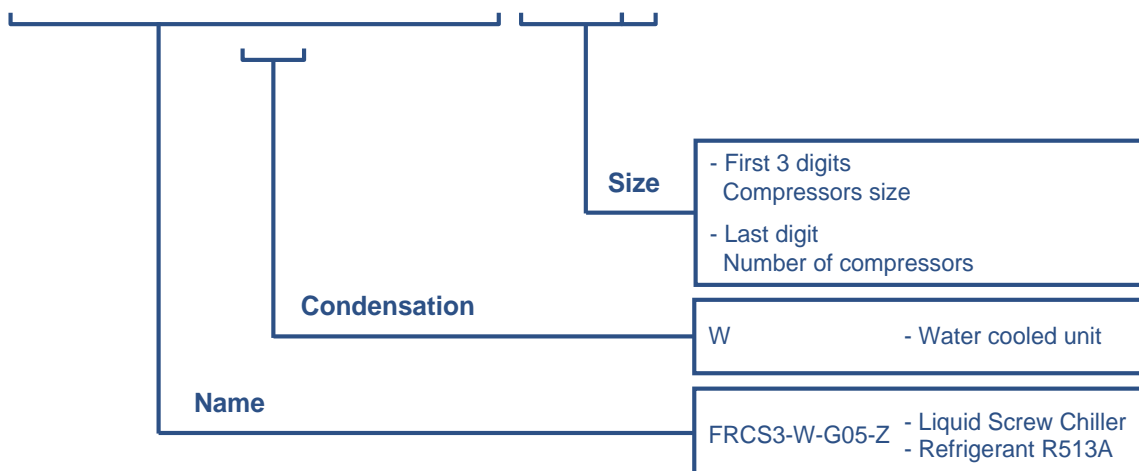 - First 3 digits
Compressors size
Size
- Last digit
Number of compressors
Condensation
W - Water cooled unit
Name
FRCS3-W-G05-Z - Liquid Screw Chiller
- Refrigerant R513A